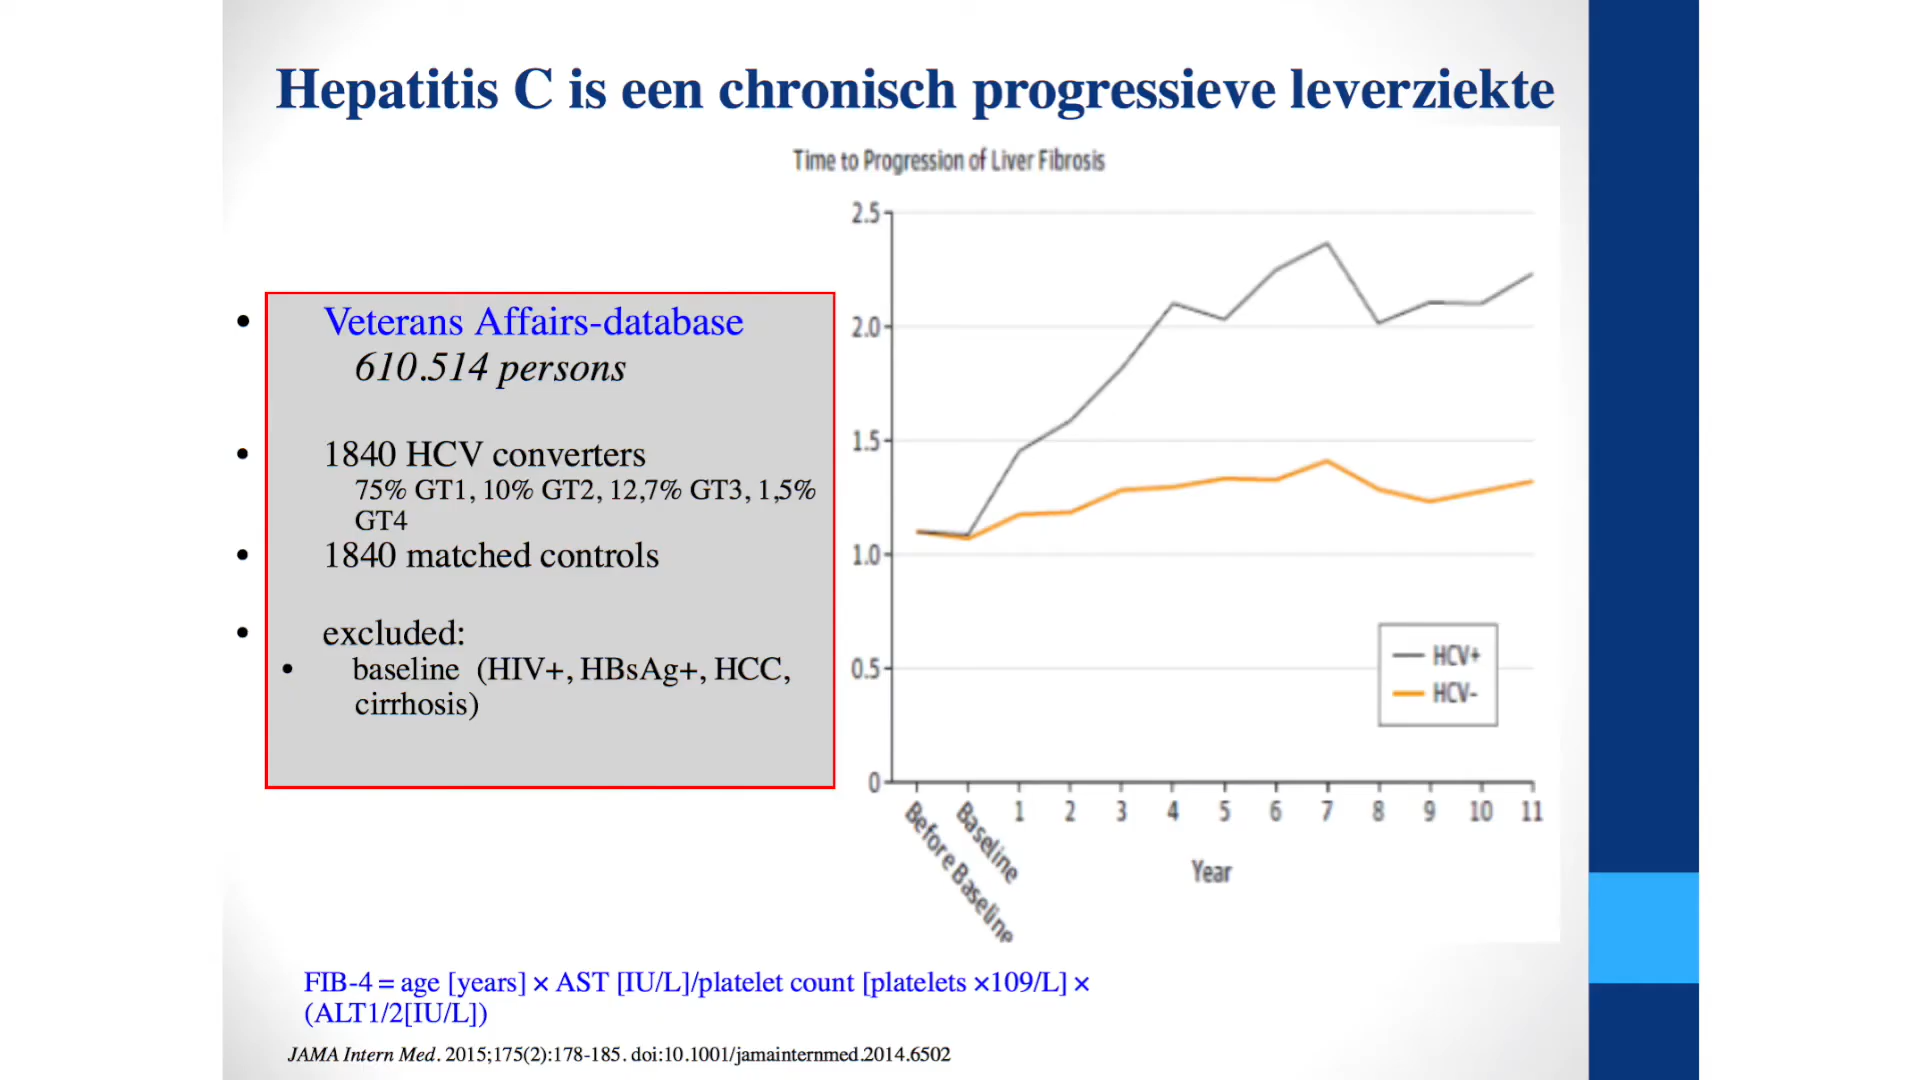 Hepatitis C is een chronisch progressieve leverziekte
Time to Progression of Liver Fibrosis
• Veterans Affairs-database
610.514 persons
• 1840 HCV converters
75% GT1, 10% GT2, 12,7% GT3, 1,5%
GT4
• 1840 matched controls
• excluded:
• baseline (HIV+, HBsAg+, HCC,
cirrhosis)
2.5
2.0
1.5
1.0
0.5
0
HCV+
HCV-
Before Baseline
Baseline
1 2 3 4 5 6 7 8 9 10 11
Year
FIB-4 = age [years] × AST [IU/L]/platelet count [platelets ×109/L] ×
(ALT1/2[IU/L])
JAMA Intern Med. 2015;175(2):178-185. doi:10.1001/jamainternmed.2014.6502